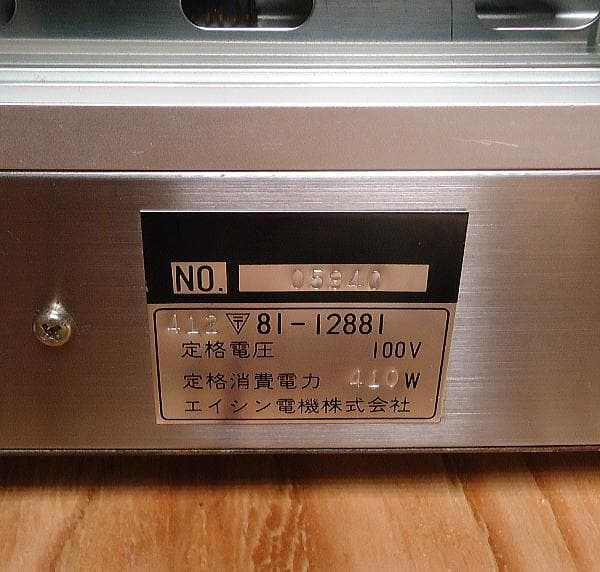 NO. 05940
412 〒 81-12881
定格電圧 100V
定格消費電力 410W
エイシン電機株式会社